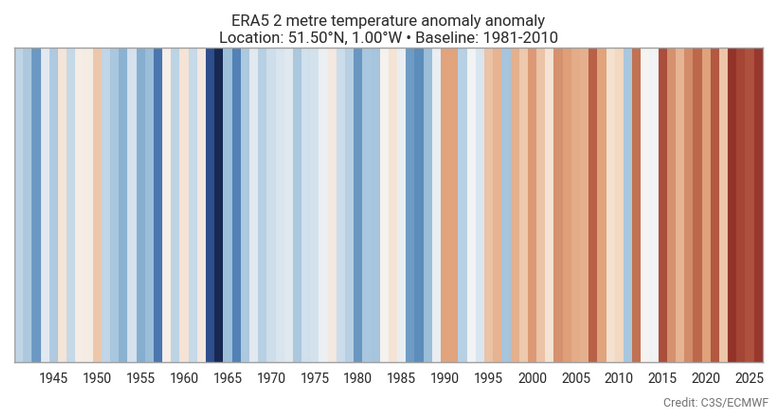 ERA5 2 metre temperature anomaly anomaly
Location: 51.50°N, 1.00°W • Baseline: 1981-2010
1945 1950 1955 1960 1965 1970 1975 1980 1985 1990 1995 2000 2005 2010 2015 2020 2025
Credit: C3S/ECMWF